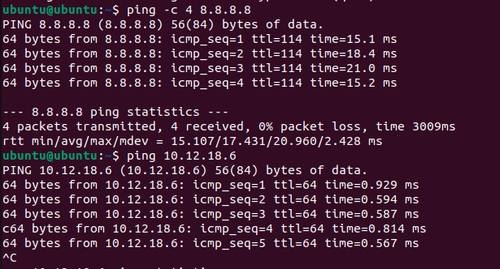 ubuntu@ubuntu:~$ ping -c 4 8.8.8.8
PING 8.8.8.8 (8.8.8.8) 56(84) bytes of data.
64 bytes from 8.8.8.8: icmp_seq=1 ttl=114 time=15.1 ms
64 bytes from 8.8.8.8: icmp_seq=2 ttl=114 time=18.4 ms
64 bytes from 8.8.8.8: icmp_seq=3 ttl=114 time=21.0 ms
64 bytes from 8.8.8.8: icmp_seq=4 ttl=114 time=15.2 ms
--- 8.8.8.8 ping statistics ---
4 packets transmitted, 4 received, 0% packet loss, time 3009ms
rtt min/avg/max/mdev = 15.107/17.431/20.960/2.428 ms
ubuntu@ubuntu:~$ ping 10.12.18.6
PING 10.12.18.6 (10.12.18.6) 56(84) bytes of data.
64 bytes from 10.12.18.6: icmp_seq=1 ttl=64 time=0.929 ms
64 bytes from 10.12.18.6: icmp_seq=2 ttl=64 time=0.594 ms
64 bytes from 10.12.18.6: icmp_seq=3 ttl=64 time=0.587 ms
c64 bytes from 10.12.18.6: icmp_seq=4 ttl=64 time=0.814 ms
64 bytes from 10.12.18.6: icmp_seq=5 ttl=64 time=0.567 ms
^C